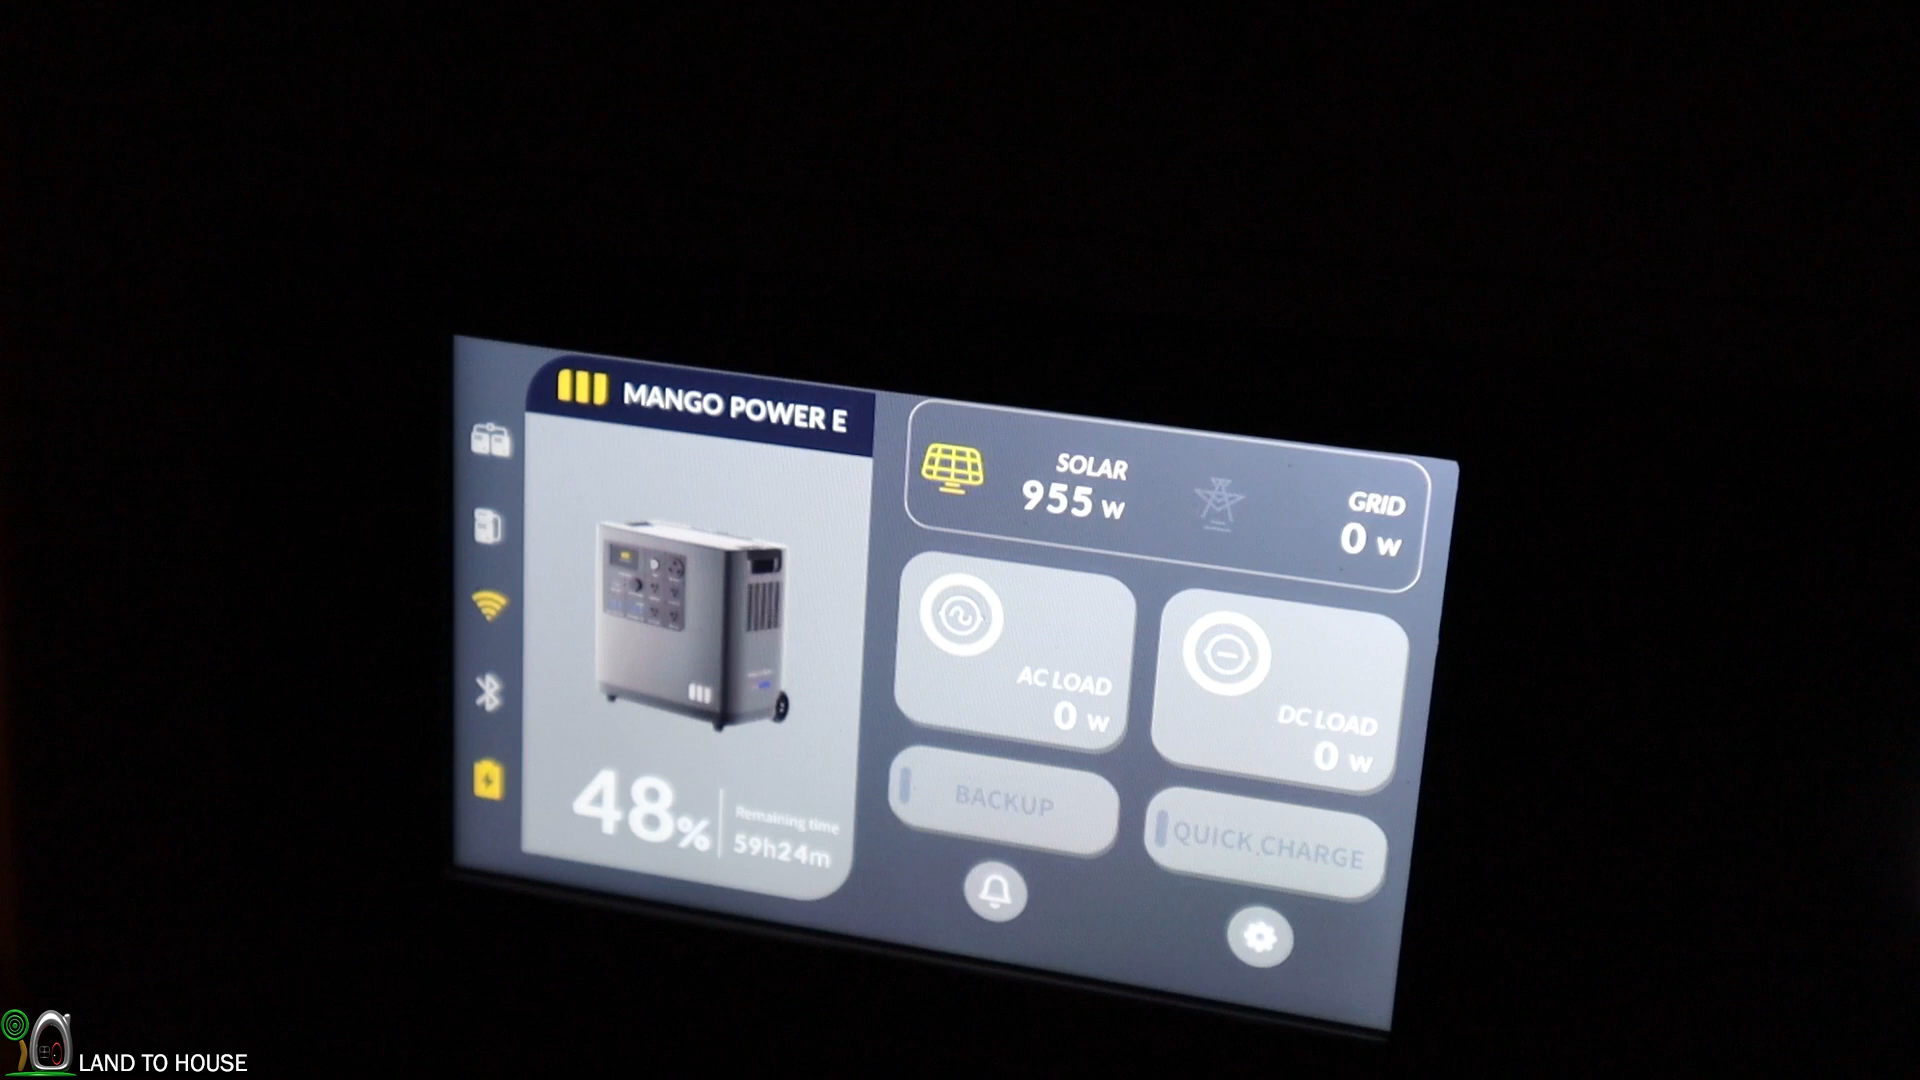 MANGO POWER E
SOLAR
955 W
GRID
0 W
AC LOAD
0 W
DC LOAD
0 W
48%
Remaining time
59h24m
BACKUP
QUICK CHARGE
LAND TO HOUSE